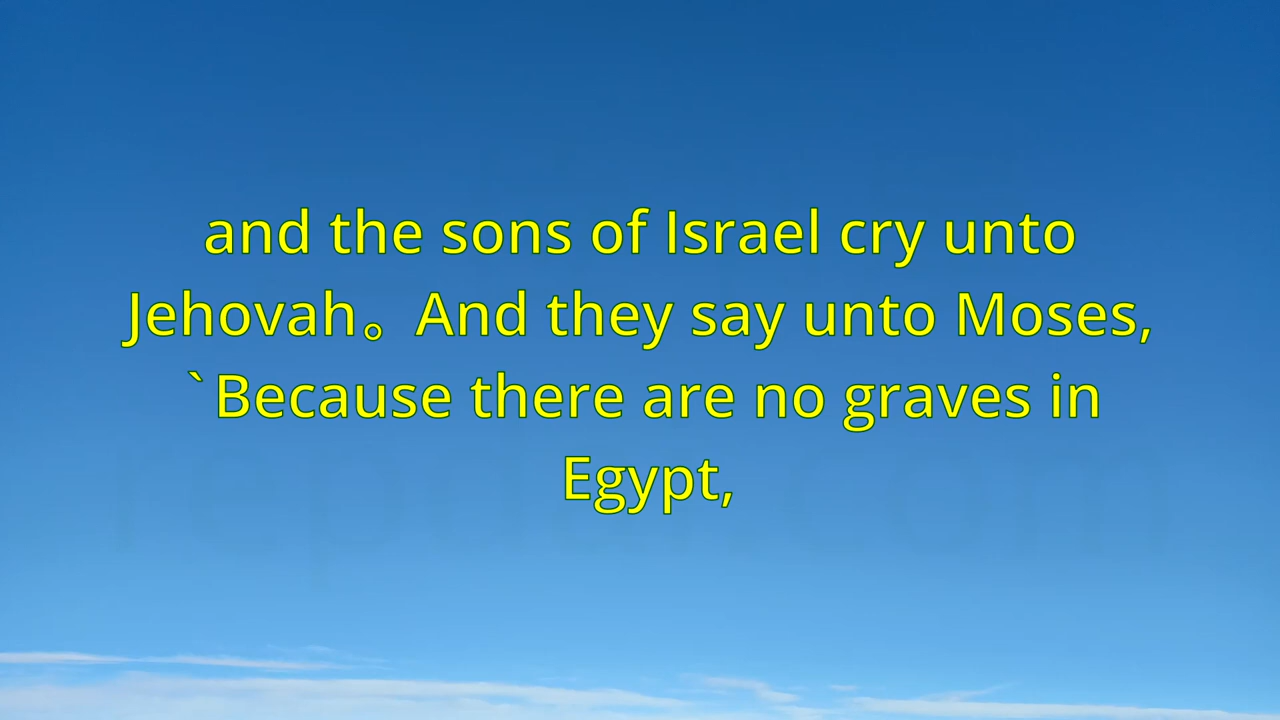 and the sons of Israel cry unto
Jehovah。And they say unto Moses,
`Because there are no graves in
Egypt,